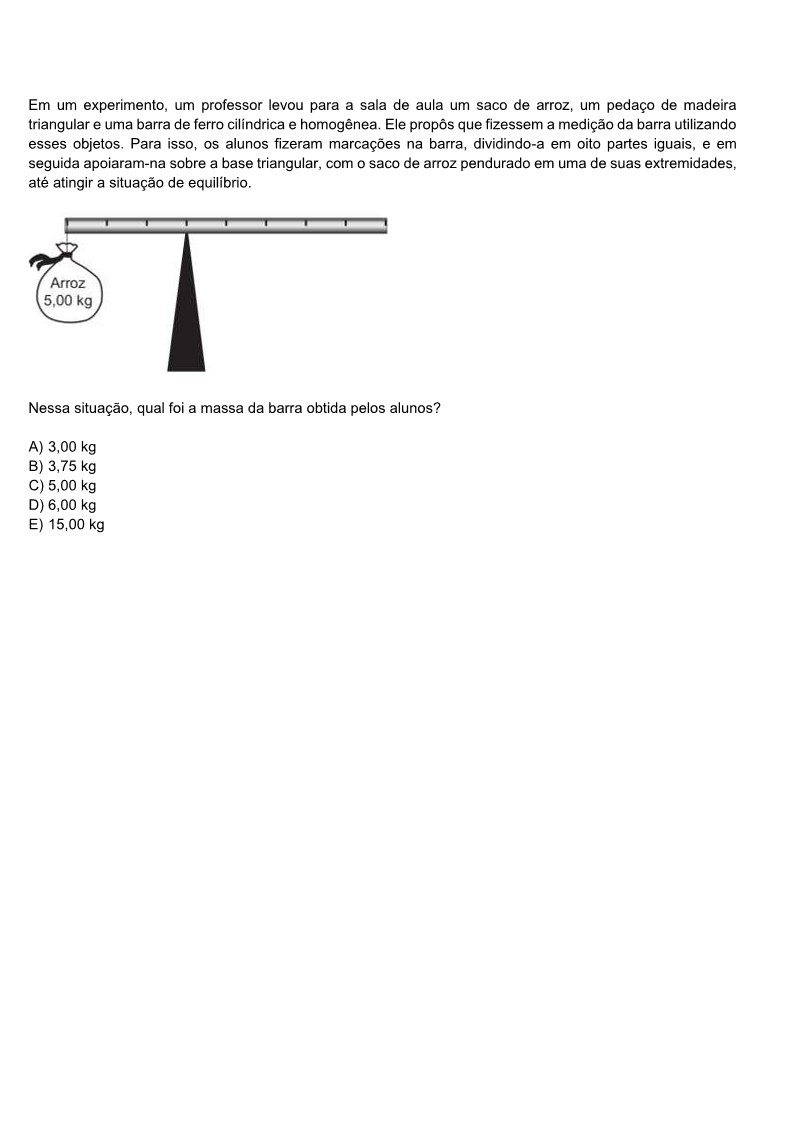 Em um experimento, um professor levou para a sala de aula um saco de arroz, um pedaço de madeira
triangular e uma barra de ferro cilíndrica e homogênea. Ele propôs que fizessem a medição da barra utilizando
esses objetos. Para isso, os alunos fizeram marcações na barra, dividindo-a em oito partes iguais, e em
seguida apoiaram-na sobre a base triangular, com o saco de arroz pendurado em uma de suas extremidades,
até atingir a situação de equilíbrio.
Arroz
5,00 kg
Nessa situação, qual foi a massa da barra obtida pelos alunos?
A) 3,00 kg
B) 3,75 kg
C) 5,00 kg
D) 6,00 kg
E) 15,00 kg